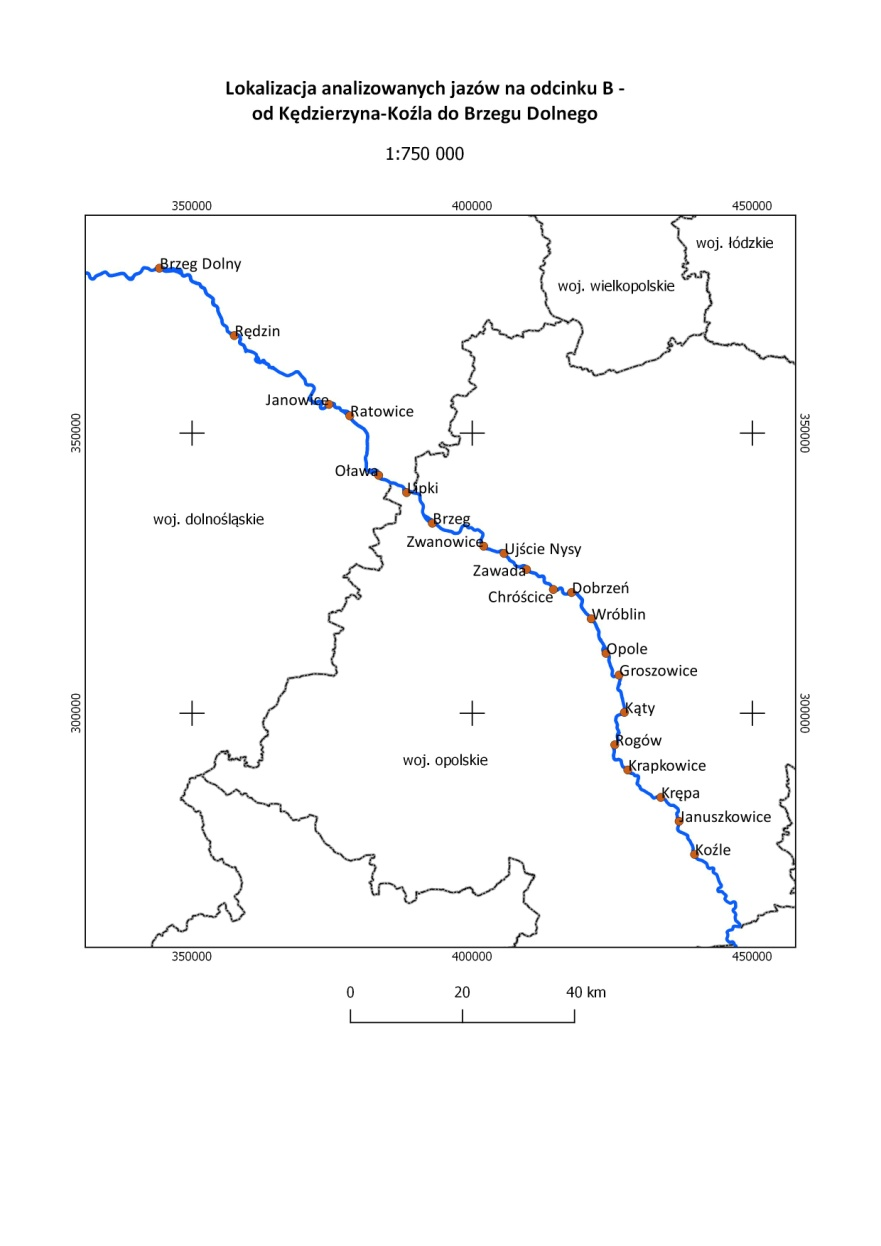 Lokalizacja analizowanych jazów na odcinku B -
od Kędzierzyna-Koźla do Brzegu Dolnego
1:750 000
350000
400000
450000
woj. łódzkie
Brzeg Dolny
woj. wielkopolskie
Rędzin
Janowice
Ratowice
350000
350000
Oława
Lipki
woj. dolnośląskie
Brzeg
Zwanowice
Ujście Nysy
Zawada
Dobrzeń
Chróścice
Wróblin
Opole
Groszowice
Kąty
300000
300000
Rogów
woj. opolskie
Krapkowice
Krępa
Januszkowice
Koźle
350000
400000
450000
0
20
40 km